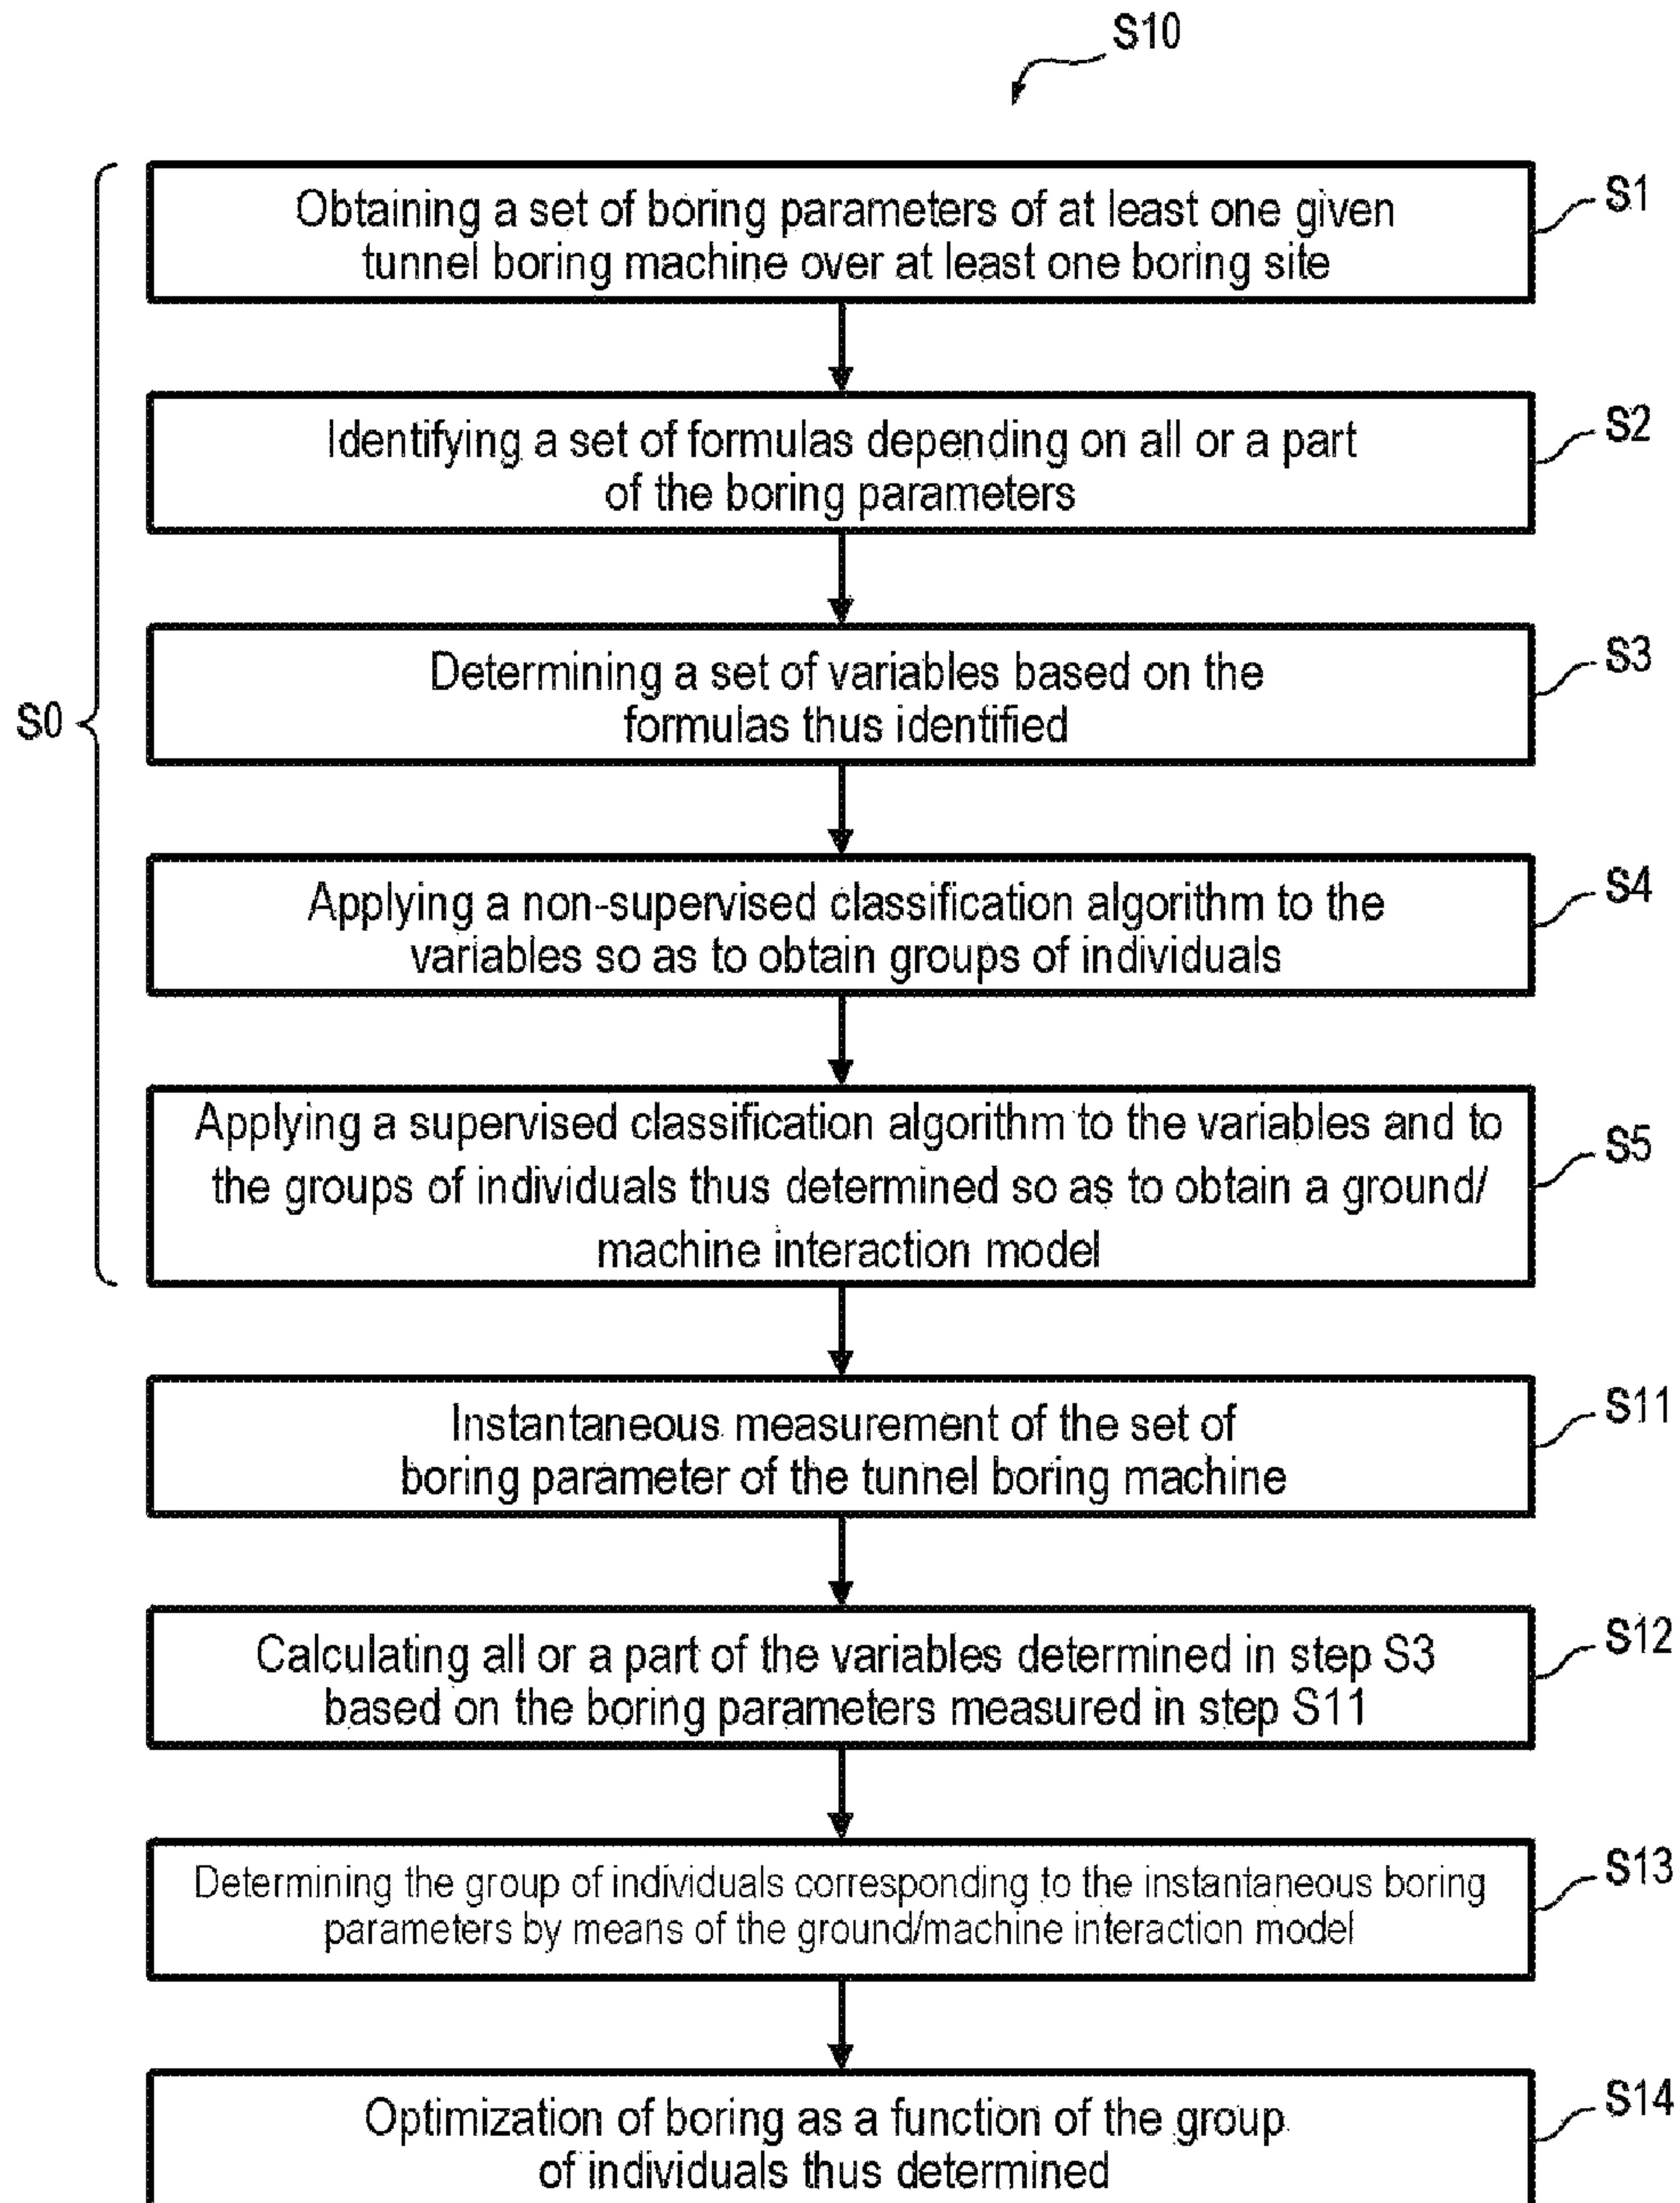 S10
Obtaining a set of boring parameters of at least one given
tunnel boring machine over at least one boring site
S1
Identifying a set of formulas depending on all or a part
of the boring parameters
S2
Determining a set of variables based on the
formulas thus identified
S3
S0
Applying a non-supervised classification algorithm to the
variables so as to obtain groups of individuals
S4
Applying a supervised classification algorithm to the variables and to
the groups of individuals thus determined so as to obtain a ground/
machine interaction model
S5
Instantaneous measurement of the set of
boring parameter of the tunnel boring machine
S11
Calculating all or a part of the variables determined in step S3
based on the boring parameters measured in step S11
S12
Determining the group of individuals corresponding to the instantaneous boring
parameters by means of the ground/machine interaction model
S13
Optimization of boring as a function of the group
of individuals thus determined
S14